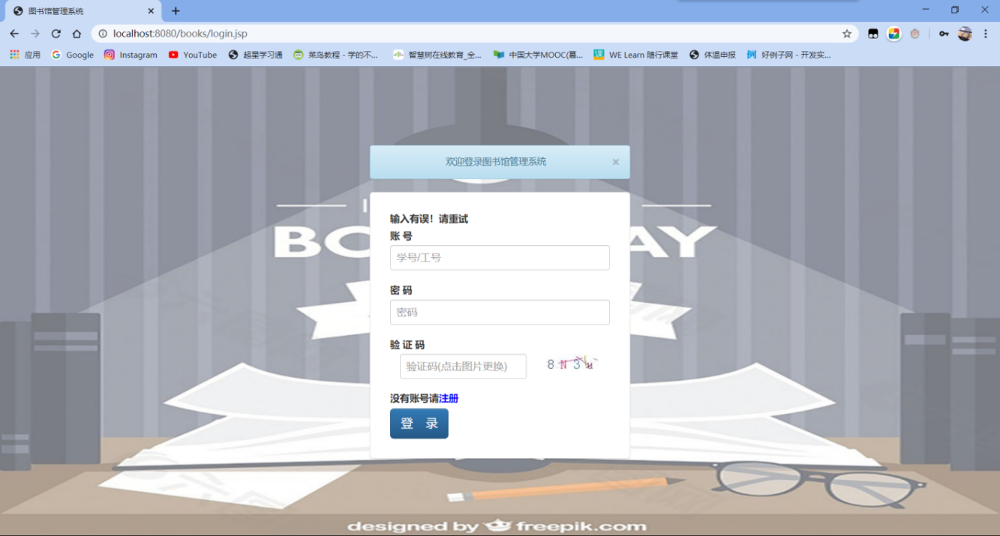 图书馆管理系统
localhost:8080/books/login.jsp
应用 Google Instagram YouTube 超星学习通 菜鸟教程 - 学的不... 智慧树在线教育_全... 中国大学MOOC(慕... WE Learn 随行课堂 体温申报 例 好例子网 - 开发实...
欢迎登录图书馆管理系统 ×
输入有误！请重试
账 号
BO AY
学号/工号
密 码
密码
验 证 码
验证码(点击图片更换) 8 N 3 u
没有账号请注册
登 录
designed by freepik.com